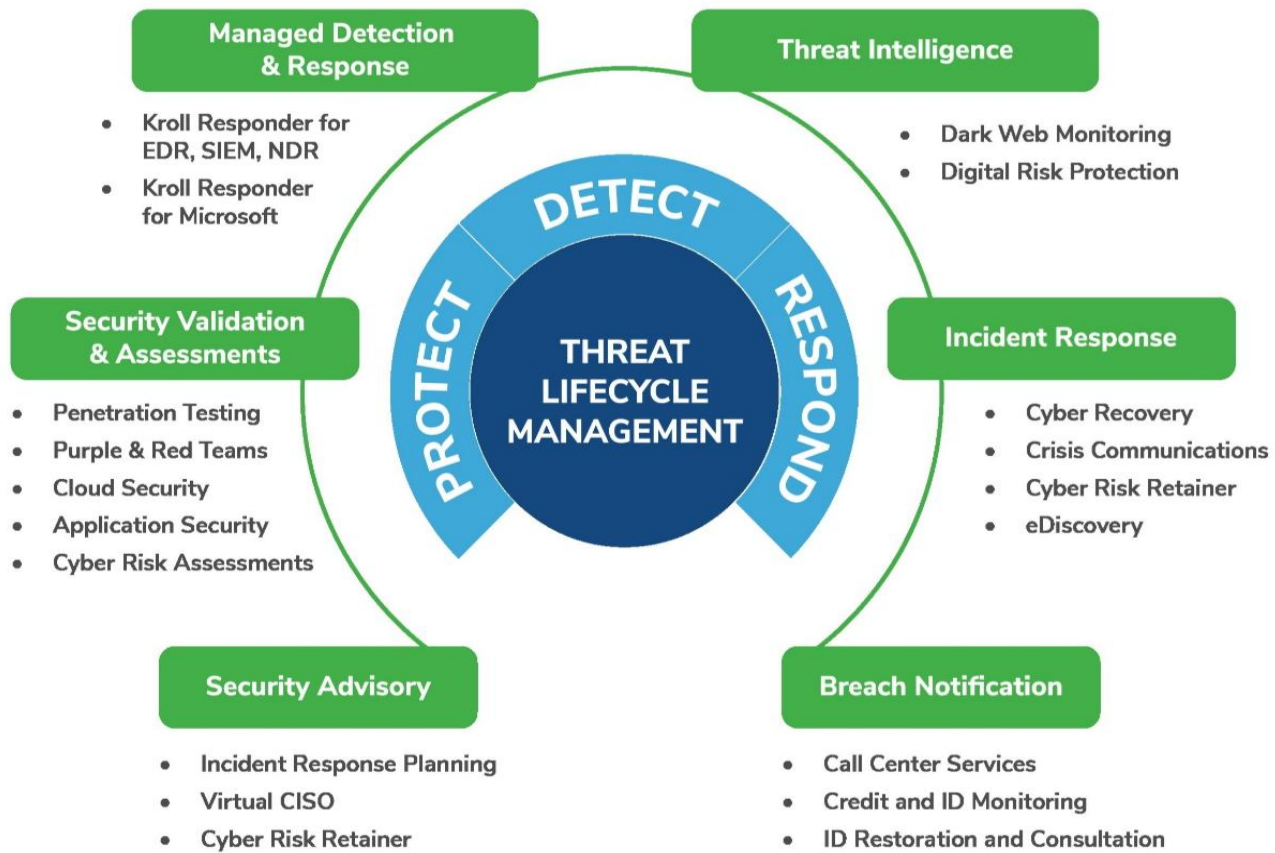 Managed Detection
& Response
• Kroll Responder for
EDR, SIEM, NDR
• Kroll Responder
for Microsoft
Threat Intelligence
• Dark Web Monitoring
• Digital Risk Protection
PROTECT
DETECT
RESPOND
THREAT
LIFECYCLE
MANAGEMENT
Security Validation
& Assessments
• Penetration Testing
• Purple & Red Teams
• Cloud Security
• Application Security
• Cyber Risk Assessments
Incident Response
• Cyber Recovery
• Crisis Communications
• Cyber Risk Retainer
• eDiscovery
Security Advisory
• Incident Response Planning
• Virtual CISO
• Cyber Risk Retainer
Breach Notification
• Call Center Services
• Credit and ID Monitoring
• ID Restoration and Consultation